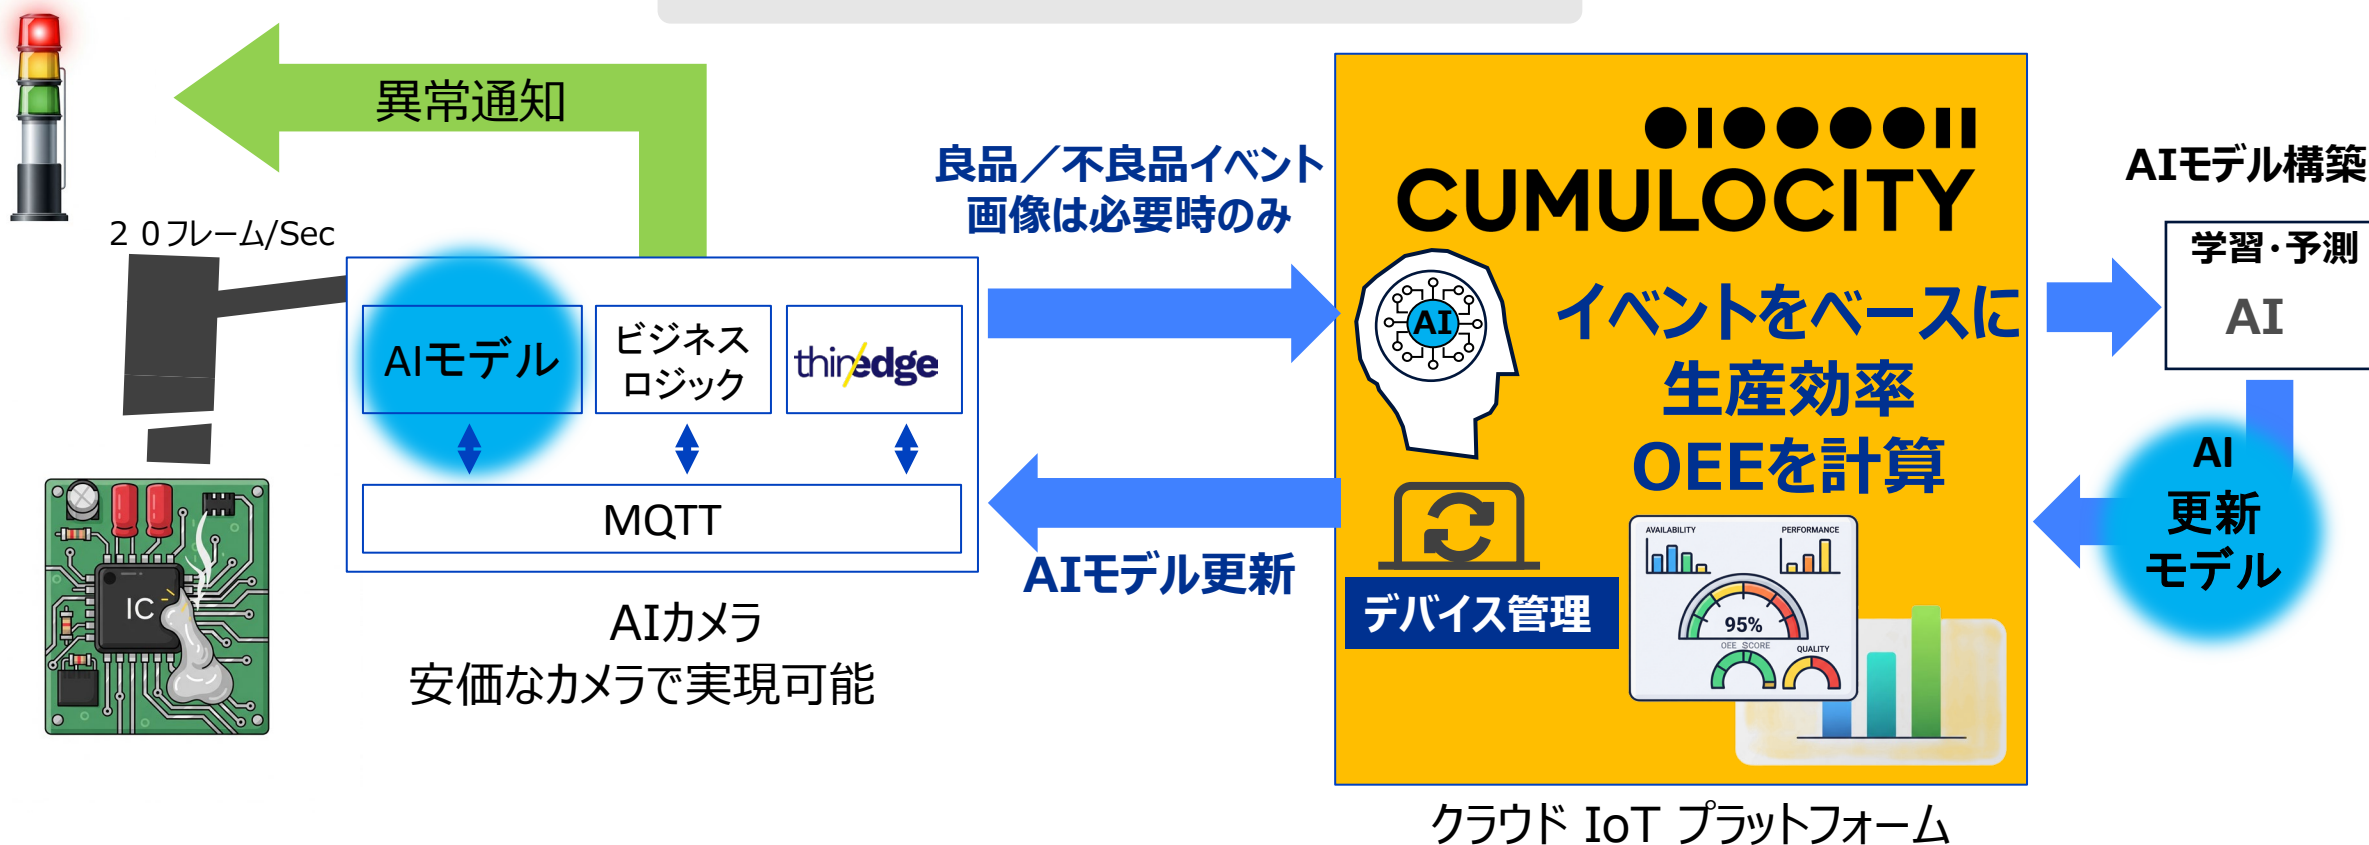 異常通知
２０フレーム/Sec
AIモデル
ビジネス
ロジック
thin/edge
MQTT
IC
AIカメラ
安価なカメラで実現可能
良品／不良品イベント
画像は必要時のみ
AIモデル更新
CUMULOCITY
AI
イベントをベースに
生産効率
OEEを計算
デバイス管理
AVAILABILITY
PERFORMANCE
95%
OEE SCORE
QUALITY
クラウド IoT プラットフォーム
AIモデル構築
学習・予測
AI
AI
更新
モデル